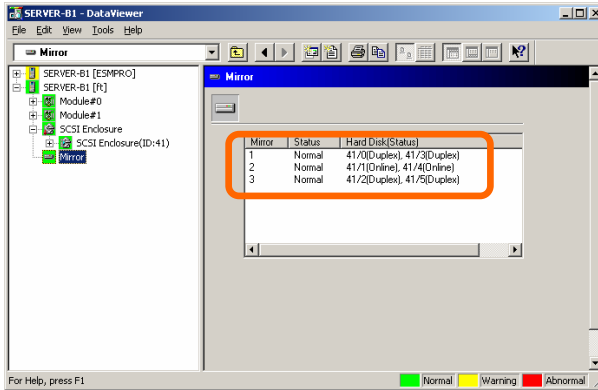 SERVER-B1 - DataViewer
File Edit View Tools Help
Mirror
SERVER-B1 [ESMPRO]
SERVER-B1 [ft]
Module#0
Module#1
SCSI Enclosure
SCSI Enclosure(ID:41)
Mirror
Mirror
Mirror Status Hard Disk(Status)
1 Normal 41/0(Duplex), 41/3(Duplex)
2 Normal 41/1(Online), 41/4(Online)
3 Normal 41/2(Duplex), 41/5(Duplex)
For Help, press F1
Normal Warning Abnormal